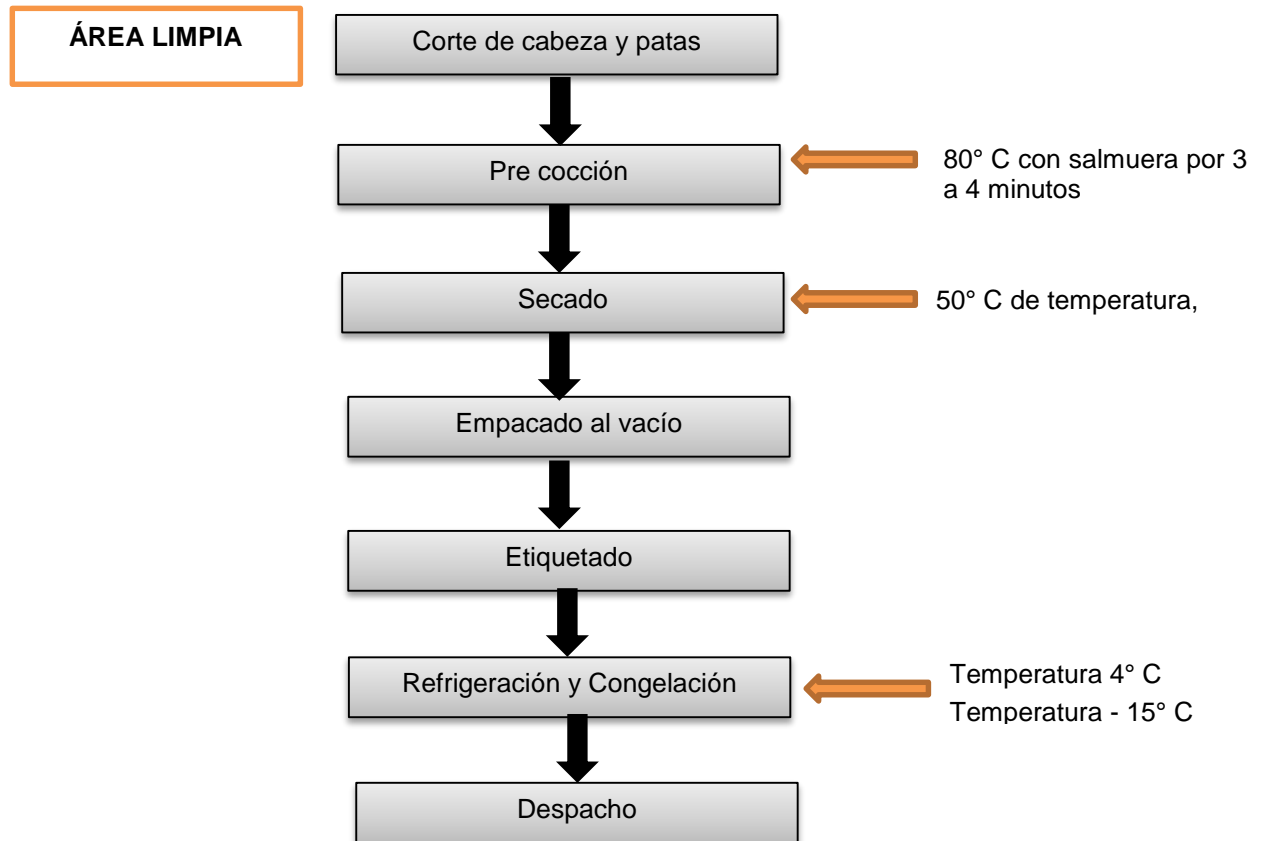 ÁREA LIMPIA
Corte de cabeza y patas
Pre cocción
80° C con salmuera por 3
a 4 minutos
Secado
50° C de temperatura,
Empacado al vacío
Etiquetado
Refrigeración y Congelación
Temperatura 4° C
Temperatura - 15° C
Despacho